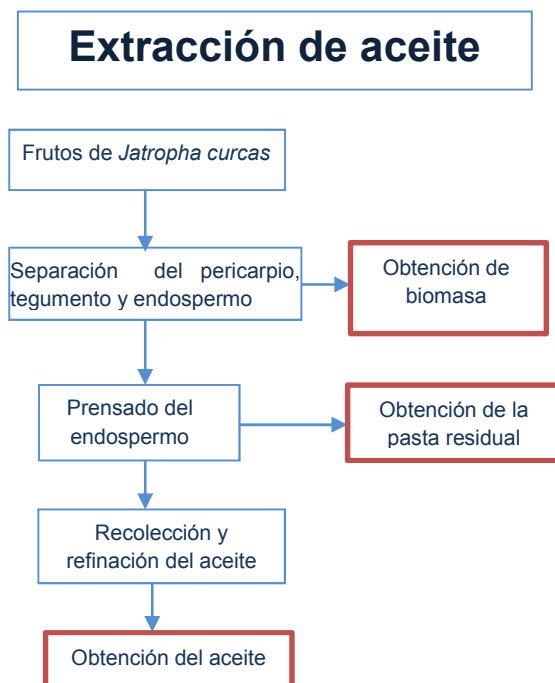 Extracción de aceite
Frutos de Jatropha curcas
Separación del pericarpio,
tegumento y endospermo
Obtención de
biomasa
Prensado del
endospermo
Obtención de la
pasta residual
Recolección y
refinación del aceite
Obtención del aceite